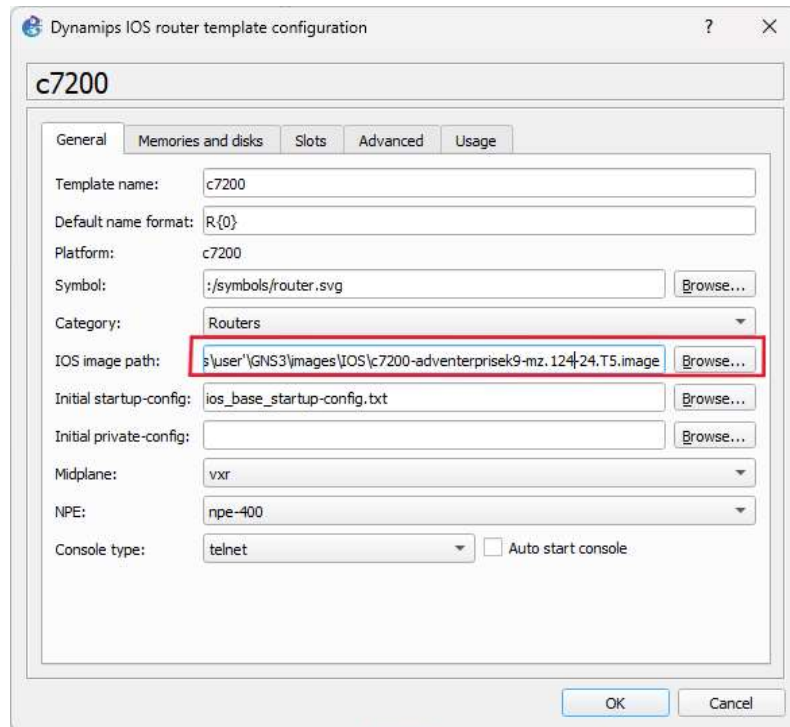 Dynamips IOS router template configuration ? ×
c7200
General Memories and disks Slots Advanced Usage
Template name: c7200
Default name format: R{0}
Platform: c7200
Symbol: :/symbols/router.svg Browse...
Category: Routers
IOS image path: s\user'\GNS3\images\IOS\c7200-adventerprisek9-mz.124-24.T5.image Browse...
Initial startup-config: ios_base_startup-config.txt Browse...
Initial private-config: Browse...
Midplane: vxr
NPE: npe-400
Console type: telnet Auto start console
OK Cancel